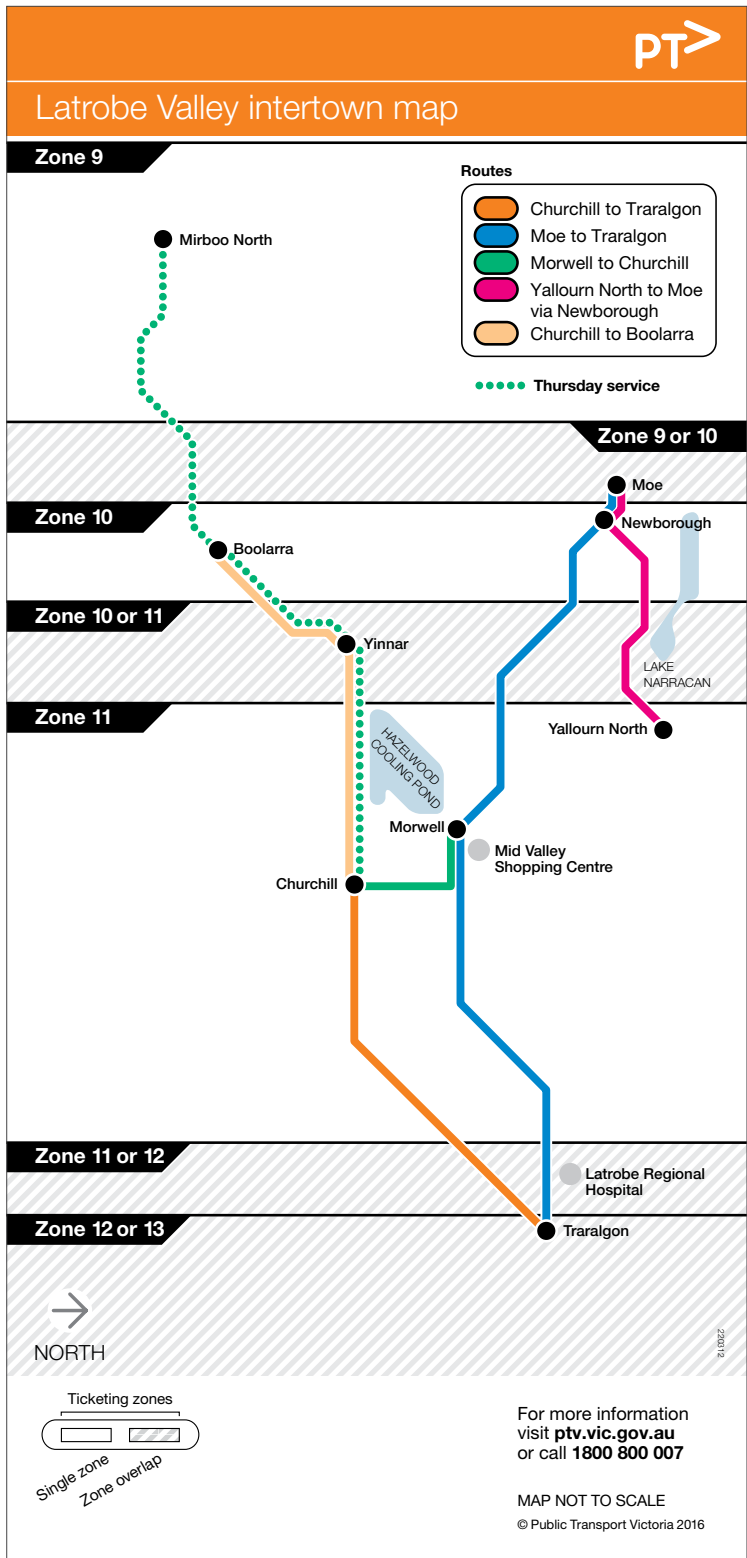 PT>
Latrobe Valley intertown map
Zone 9
Routes
Churchill to Traralgon
Moe to Traralgon
Morwell to Churchill
Yallourn North to Moe
via Newborough
Churchill to Boolarra
Thursday service
Mirboo North
Zone 9 or 10
Moe
Zone 10
Newborough
Boolarra
Zone 10 or 11
Yinnar
LAKE
NARRACAN
Zone 11
Yallourn North
HAZELWOOD
COOLING POND
Morwell
Mid Valley
Shopping Centre
Churchill
Zone 11 or 12
Latrobe Regional
Hospital
Zone 12 or 13
Traralgon
NORTH
220312
Ticketing zones
Single zone
Zone overlap
For more information
visit ptv.vic.gov.au
or call 1800 800 007
MAP NOT TO SCALE
© Public Transport Victoria 2016